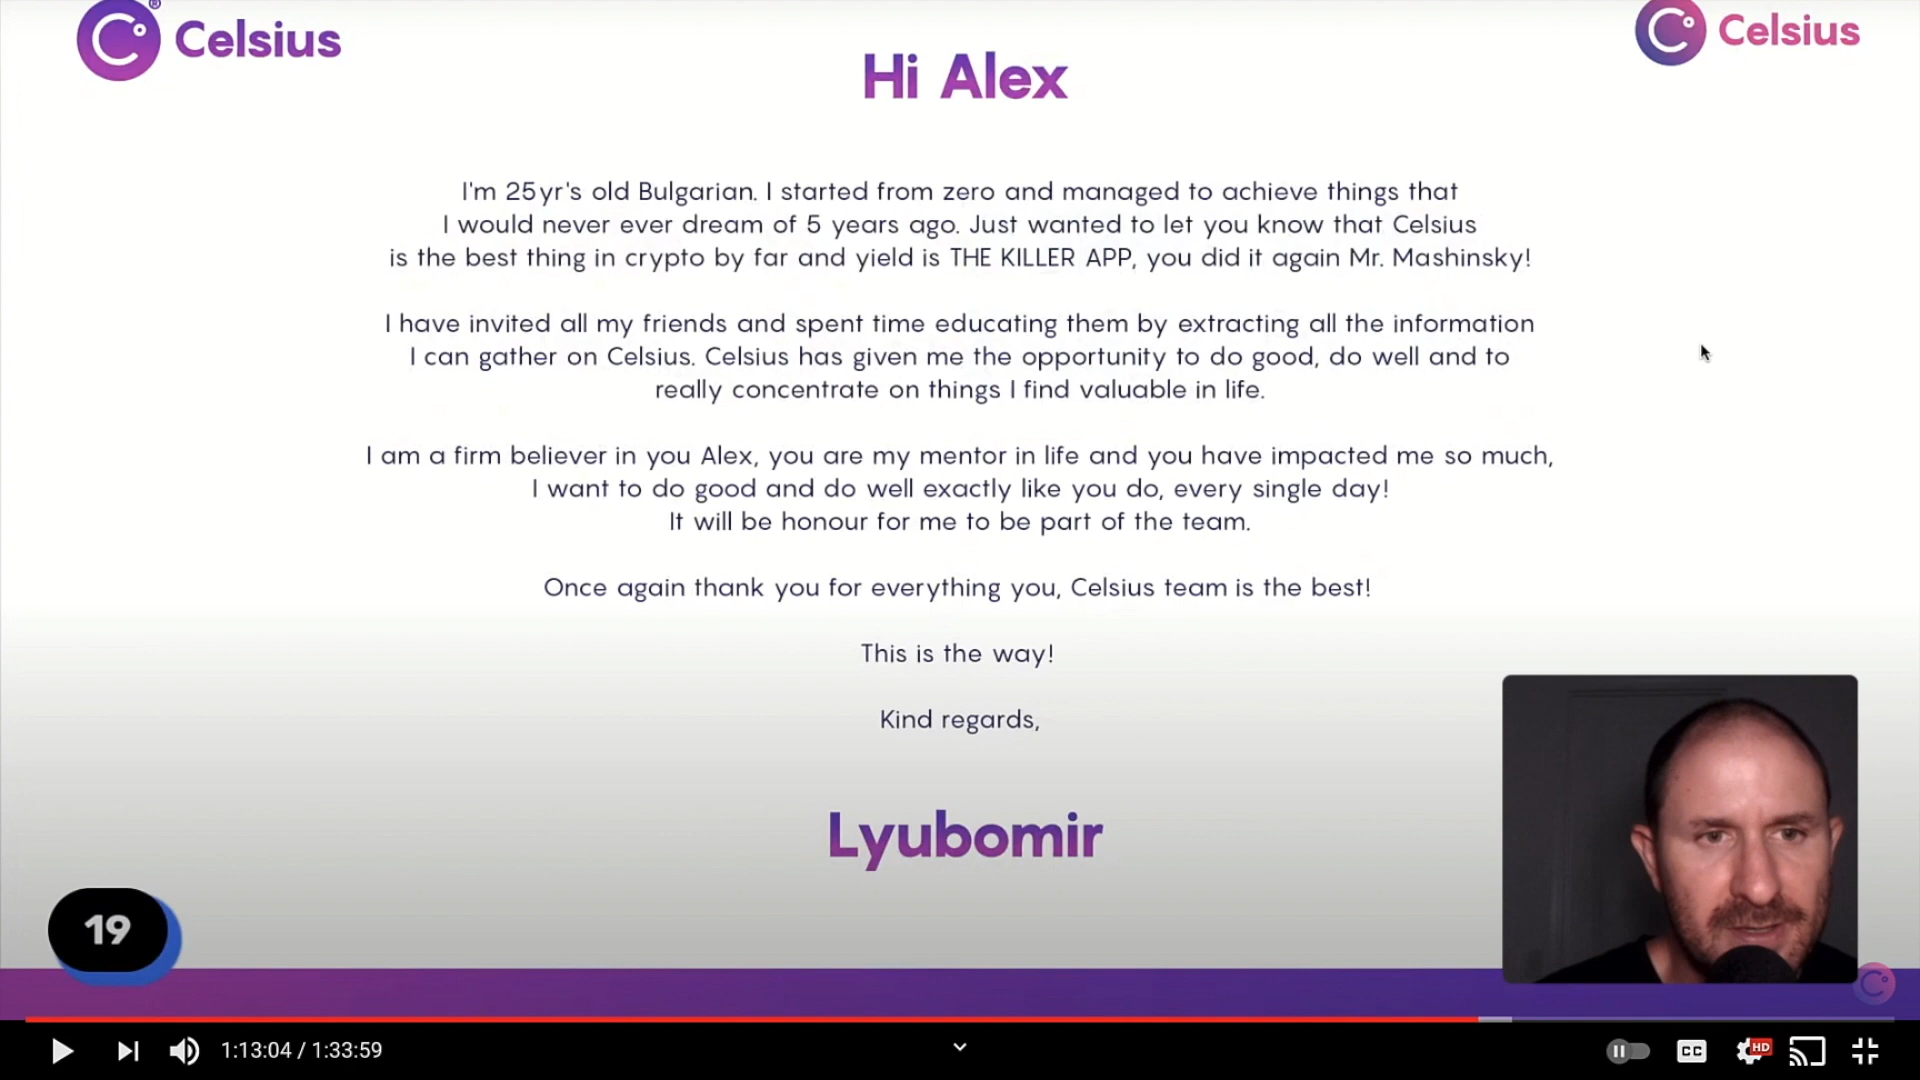 Celsius
Celsius
Hi Alex
I'm 25yr's old Bulgarian. I started from zero and managed to achieve things that
I would never ever dream of 5 years ago. Just wanted to let you know that Celsius
is the best thing in crypto by far and yield is THE KILLER APP, you did it again Mr. Mashinsky!
I have invited all my friends and spent time educating them by extracting all the information
I can gather on Celsius. Celsius has given me the opportunity to do good, do well and to
really concentrate on things I find valuable in life.
I am a firm believer in you Alex, you are my mentor in life and you have impacted me so much,
I want to do good and do well exactly like you do, every single day!
It will be honour for me to be part of the team.
Once again thank you for everything you, Celsius team is the best!
This is the way!
Kind regards,
Lyubomir
19
1:13:04 / 1:33:59
CC
HD